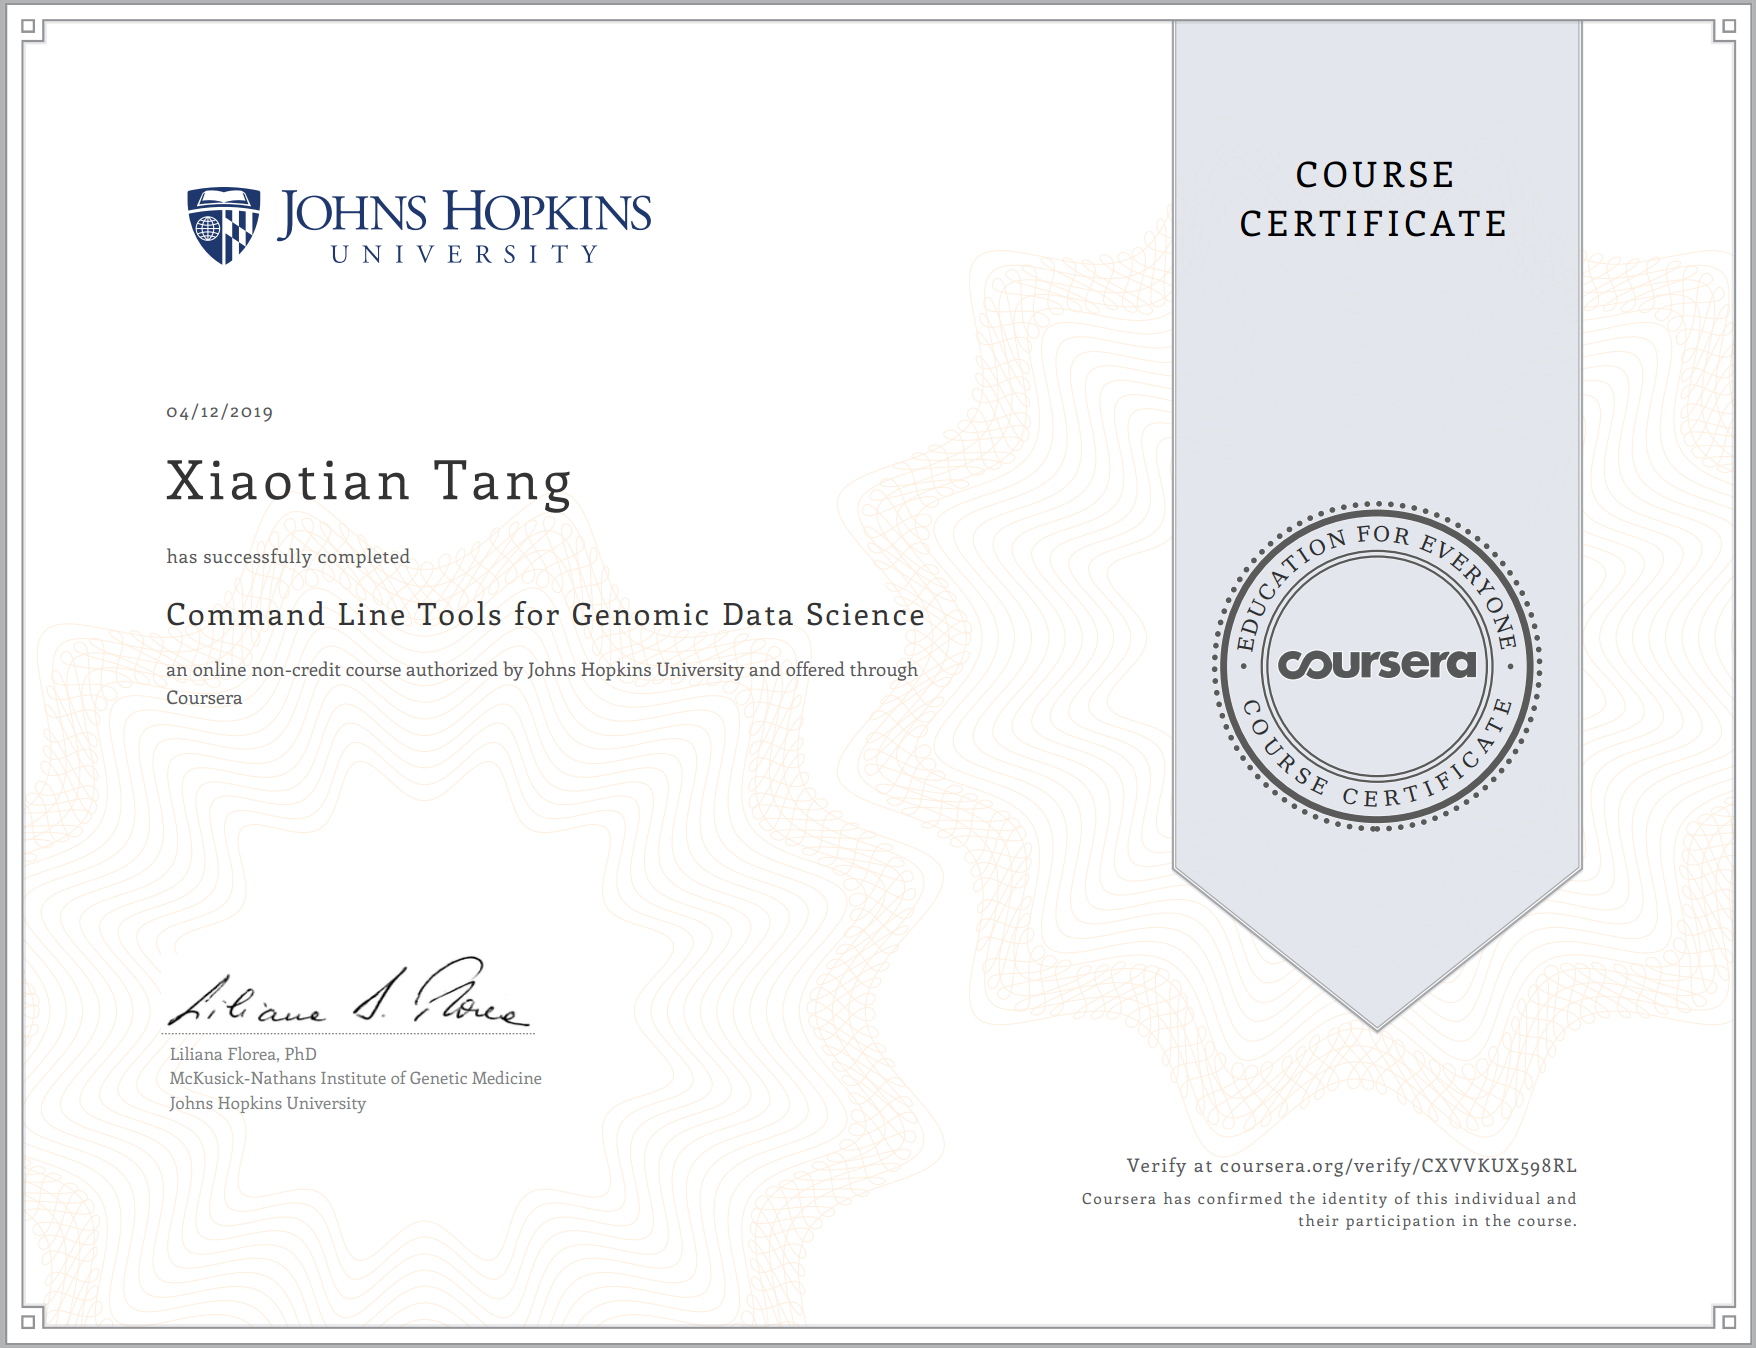 JOHNS HOPKINS
UNIVERSITY
COURSE
CERTIFICATE
04/12/2019
Xiaotian Tang
has successfully completed
Command Line Tools for Genomic Data Science
an online non-credit course authorized by Johns Hopkins University and offered through
Coursera
EDUCATION FOR EVERYONE
coursera
COURSE CERTIFICATE
Liliana S. Florea
Liliana Florea, PhD
McKusick-Nathans Institute of Genetic Medicine
Johns Hopkins University
Verify at coursera.org/verify/CXVVKUX598RL
Coursera has confirmed the identity of this individual and
their participation in the course.